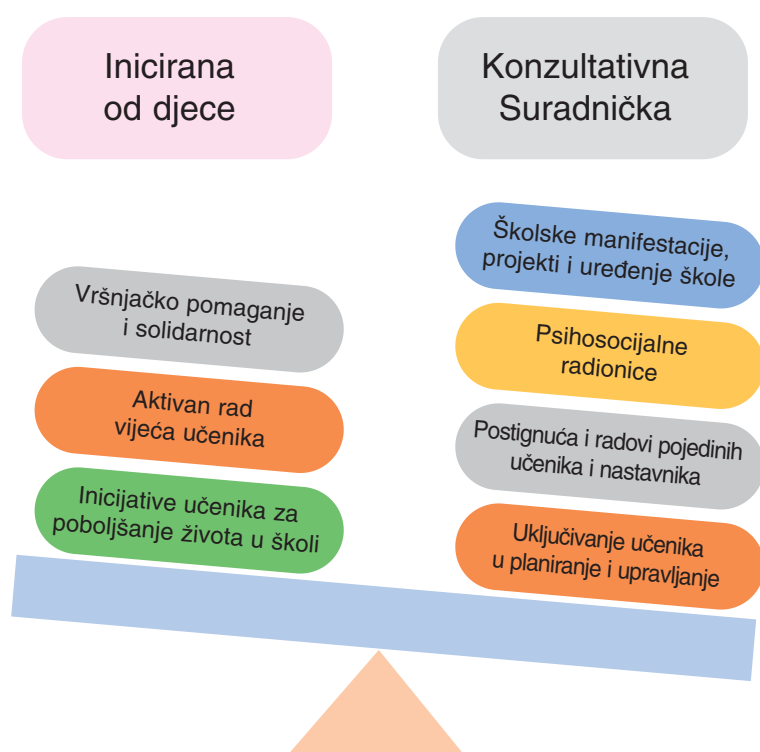 Inicirana
od djece
Konzultativna
Suradnička
Vršnjačko pomaganje
i solidarnost
Aktivan rad
vijeća učenika
Inicijative učenika za
poboljšanje života u školi
Školske manifestacije,
projekti i uređenje škole
Psihosocijalne
radionice
Postignuća i radovi pojedinih
učenika i nastavnika
Uključivanje učenika
u planiranje i upravljanje